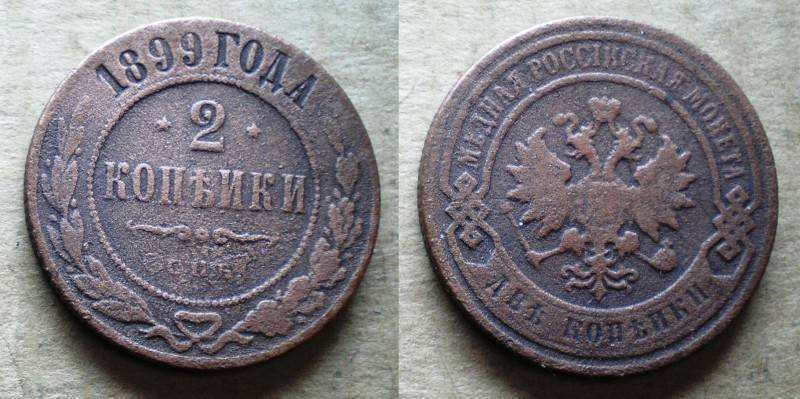 1899 ГОДА
2
КОПѢЙКИ
С.П.Б.
МѢДНАЯ РОССІЙСКАЯ МОНЕТА
ДВѢ КОПѢЙКИ